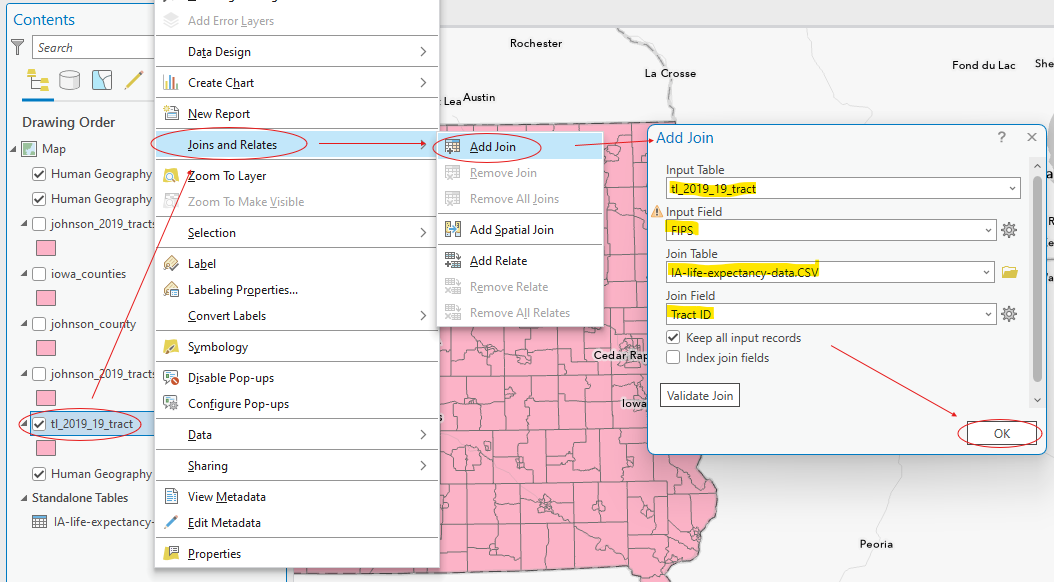 Contents
Search
Drawing Order
Map
Human Geography
Human Geography
johnson_2019_tracts
iowa_counties
johnson_county
johnson_2019_tracts
tl_2019_19_tract
Human Geography
Standalone Tables
IA-life-expectancy-
Add Error Layers
Data Design
Create Chart
New Report
Joins and Relates
Zoom To Layer
Zoom To Make Visible
Selection
Label
Labeling Properties...
Convert Labels
Symbology
Disable Pop-ups
Configure Pop-ups
Data
Sharing
View Metadata
Edit Metadata
Properties
Add Join
Remove Join
Remove All Joins
Add Spatial Join
Add Relate
Remove Relate
Remove All Relates
Rochester
La Crosse
Fond du Lac
She
Lea
Austin
Cedar Rap
Iowa
Peoria
Add Join
?
Input Table
tl_2019_19_tract
Input Field
FIPS
Join Table
IA-life-expectancy-data.CSV
Join Field
Tract ID
Keep all input records
Index join fields
Validate Join
OK